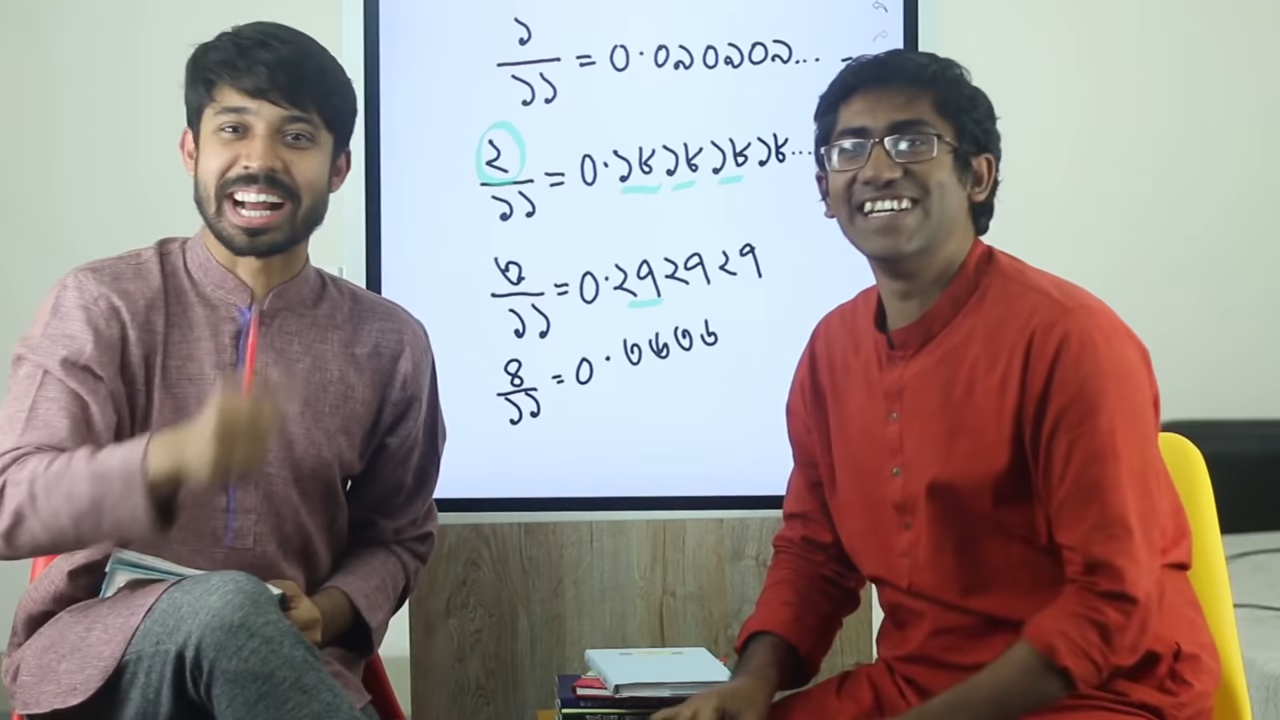 ১/১১ = ০.০৯০৯০৯... =
২/১১ = ০.১৮১৮১৮১৮...
৩/১১ = ০.২৭২৭২৭
৪/১১ = ০.৩৬৩৬